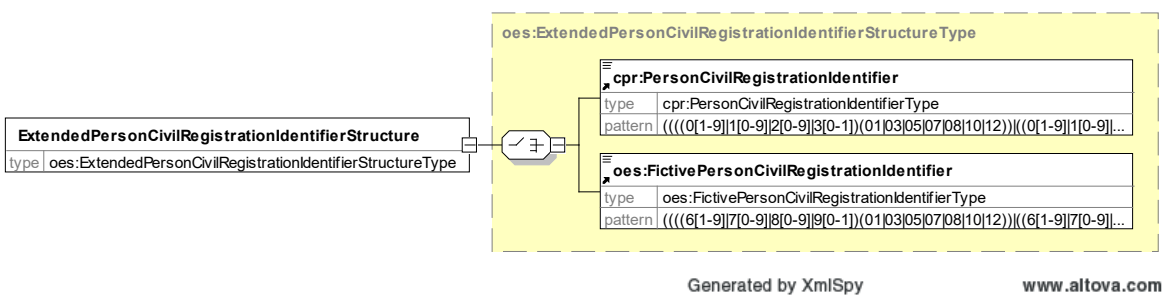 oes:ExtendedPersonCivilRegistrationIdentifierStructureType
cpr:PersonCivilRegistrationIdentifier
type cpr:PersonCivilRegistrationIdentifierType
pattern ((((0[1-9]|1[0-9]|2[0-9]|3[0-1])(01|03|05|07|08|10|12))|((0[1-9]|1[0-9]|...
ExtendedPersonCivilRegistrationIdentifierStructure
type oes:ExtendedPersonCivilRegistrationIdentifierStructureType
oes:FictivePersonCivilRegistrationIdentifier
type oes:FictivePersonCivilRegistrationIdentifierType
pattern ((((6[1-9]|7[0-9]|8[0-9]|9[0-1])(01|03|05|07|08|10|12))|((6[1-9]|7[0-9]|...
Generated by XmlSpy www.altova.com